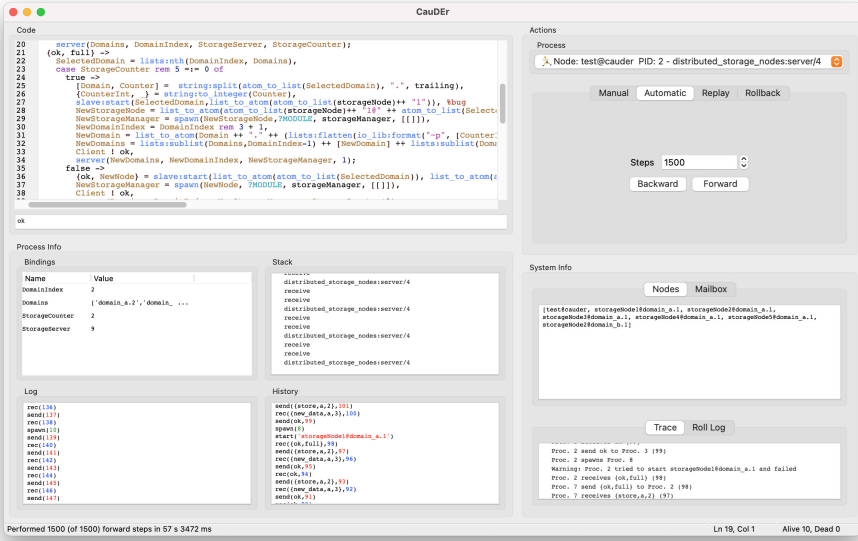 CauDEr
Code
20 server(Domains, DomainIndex, StorageServer, StorageCounter);
21 {ok, full} ->
22 SelectedDomain = lists:nth(DomainIndex, Domains),
23 case StorageCounter rem 5 =:= 0 of
24 true ->
25 [Domain, Counter] = string:split(atom_to_list(SelectedDomain), ".", trailing),
26 {CounterInt, _} = string:to_integer(Counter),
27 slave:start(SelectedDomain,list_to_atom(atom_to_list(storageNode)++ "1")), %bug
28 NewStorageNode = list_to_atom(atom_to_list(storageNode)++ "1@" ++ atom_to_list(Select
29 NewStorageManager = spawn(NewStorageNode,?MODULE, storageManager, [[]]),
30 NewDomainIndex = DomainIndex rem 3 + 1,
31 NewDomain = list_to_atom(Domain ++ "." ++ (lists:flatten(io_lib:format("~p", [Counter
32 NewDomains = lists:sublist(Domains,DomainIndex-1) ++ [NewDomain] ++ lists:sublist(Doma
33 Client ! ok,
34 server(NewDomains, NewDomainIndex, NewStorageManager, 1);
35 false ->
36 {ok, NewNode} = slave:start(list_to_atom(atom_to_list(SelectedDomain)), list_to_atom(a
37 NewStorageManager = spawn(NewNode, ?MODULE, storageManager, [[]]),
38 Client ! ok,
ok
Process Info
Bindings
Name Value
DomainIndex 2
Domains ['domain_a.2','domain_ ...
StorageCounter 2
StorageServer 9
Stack
distributed_storage_nodes:server/4
receive
receive
distributed_storage_nodes:server/4
receive
receive
distributed_storage_nodes:server/4
receive
receive
distributed_storage_nodes:server/4
Log
rec(136)
send(137)
rec(138)
spawn(10)
send(139)
rec(140)
send(141)
rec(142)
send(143)
rec(144)
send(145)
rec(146)
send(147)
History
send({store,a,2},101)
rec({new_data,a,3},100)
send(ok,99)
spawn(8)
start('storageNode1@domain_a.1')
rec({ok,full},98)
send({store,a,2},97)
rec({new_data,a,3},96)
send(ok,95)
rec(ok,94)
send({store,a,2},93)
rec({new_data,a,3},92)
send(ok,91)
Actions
Process
Node: test@cauder PID: 2 - distributed_storage_nodes:server/4
Manual Automatic Replay Rollback
Steps 1500
Backward Forward
System Info
Nodes Mailbox
[test@cauder, storageNode1@domain_a.1, storageNode2@domain_a.1,
storageNode3@domain_a.1, storageNode4@domain_a.1, storageNode5@domain_a.1,
storageNode2@domain_b.1]
Trace Roll Log
Proc. 2 send ok to Proc. 3 (99)
Proc. 2 spawns Proc. 8
Warning: Proc. 2 tried to start storageNode1@domain_a.1 and failed
Proc. 2 receives {ok,full} (98)
Proc. 7 send {ok,full} to Proc. 2 (98)
Proc. 7 receives {store,a,2} (97)
Performed 1500 (of 1500) forward steps in 57 s 3472 ms
Ln 19, Col 1 Alive 10, Dead 0